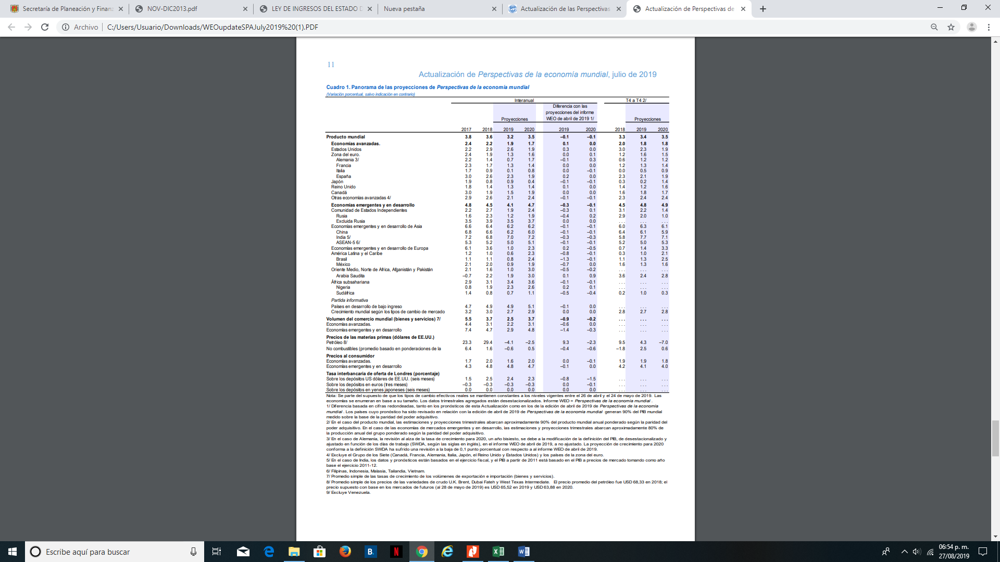 Secretaría de Planeación y Finan
NOV-DIC2013.pdf
LEY DE INGRESOS DEL ESTADO D
Nueva pestaña
Actualización de las Perspectivas
Actualización de Perspectivas de
Archivo C:/Users/Usuario/Downloads/WEOupdateSPAJuly2019%20(1).PDF
11
Actualización de Perspectivas de la economía mundial, julio de 2019
Cuadro 1. Panorama de las proyecciones de Perspectivas de la economía mundial
(Variación porcentual, salvo indicación en contrario)
Interanual T4 a T4 2/
Diferencia con las
proyecciones del informe
Proyecciones WEO de abril de 2019 1/ Proyecciones
2017 2018 2019 2020 2019 2020 2018 2019 2020
Producto mundial 3.8 3.6 3.2 3.5 –0.1 –0.1 3.3 3.4 3.5
Economías avanzadas. 2.4 2.2 1.9 1.7 0.1 0.0 2.0 1.8 1.8
Estados Unidos 2.2 2.9 2.6 1.9 0.3 0.0 3.0 2.3 1.9
Zona del euro. 2.4 1.9 1.3 1.6 0.0 0.1 1.2 1.6 1.5
Alemania 3/ 2.2 1.4 0.7 1.7 –0.1 0.3 0.6 1.2 1.2
Francia 2.3 1.7 1.3 1.4 0.0 0.0 1.2 1.3 1.4
Italia 1.7 0.9 0.1 0.8 0.0 –0.1 0.0 0.5 0.9
España 3.0 2.6 2.3 1.9 0.2 0.0 2.3 2.1 1.9
Japón 1.9 0.8 0.9 0.4 –0.1 –0.1 0.3 0.2 1.4
Reino Unido 1.8 1.4 1.3 1.4 0.1 0.0 1.4 1.2 1.6
Canadá 3.0 1.9 1.5 1.9 0.0 0.0 1.6 1.8 1.7
Otras economías avanzadas 4/ 2.9 2.6 2.1 2.4 –0.1 –0.1 2.3 2.4 2.4
Economías emergentes y en desarrollo 4.8 4.5 4.1 4.7 –0.3 –0.1 4.5 4.8 4.9
Comunidad de Estados Independientes 2.2 2.7 1.9 2.4 –0.3 0.1 3.1 2.2 1.4
Rusia 1.6 2.3 1.2 1.9 –0.4 0.2 2.9 2.0 1.0
Excluida Rusia 3.5 3.9 3.5 3.7 0.0 0.0 . . . . . . . . .
Economías emergentes y en desarrollo de Asia 6.6 6.4 6.2 6.2 –0.1 –0.1 6.0 6.3 6.1
China 6.8 6.6 6.2 6.0 –0.1 –0.1 6.4 6.1 5.9
India 5/ 7.2 6.8 7.0 7.2 –0.3 –0.3 5.8 7.7 7.1
ASEAN-5 6/ 5.3 5.2 5.0 5.1 –0.1 –0.1 5.2 5.0 5.3
Economías emergentes y en desarrollo de Europa 6.1 3.6 1.0 2.3 0.2 –0.5 0.7 1.4 3.3
América Latina y el Caribe 1.2 1.0 0.6 2.3 –0.8 –0.1 0.3 1.0 2.1
Brasil 1.1 1.1 0.8 2.4 –1.3 –0.1 1.1 1.3 2.5
México 2.1 2.0 0.9 1.9 –0.7 0.0 1.6 1.3 1.6
Oriente Medio, Norte de África, Afganistán y Pakistán 2.1 1.6 1.0 3.0 –0.5 –0.2 . . . . . . . . .
Arabia Saudita –0.7 2.2 1.9 3.0 0.1 0.9 3.6 2.4 2.8
África subsahariana 2.9 3.1 3.4 3.6 –0.1 –0.1 . . . . . . . . .
Nigeria 0.8 1.9 2.3 2.6 0.2 0.1 . . . . . . . . .
Sudáfrica 1.4 0.8 0.7 1.1 –0.5 –0.4 0.2 1.0 0.3
Partida informativa
Países en desarrollo de bajo ingreso 4.7 4.9 4.9 5.1 –0.1 0.0 . . . . . . . . .
Crecimiento mundial según los tipos de cambio de mercado 3.2 3.0 2.7 2.9 0.0 0.0 2.8 2.7 2.8
Volumen del comercio mundial (bienes y servicios) 7/ 5.5 3.7 2.5 3.7 –0.9 –0.2 . . . . . . . . .
Economías avanzadas. 4.4 3.1 2.2 3.1 –0.6 0.0 . . . . . . . . .
Economías emergentes y en desarrollo 7.4 4.7 2.9 4.8 –1.4 –0.3 . . . . . . . . .
Precios de las materias primas (dólares de EE.UU.)
Petróleo 8/ 23.3 29.4 –4.1 –2.5 9.3 –2.3 9.5 4.3 –7.0
No combustibles (promedio basado en ponderaciones de la 6.4 1.6 –0.6 0.5 –0.4 –0.6 –1.8 2.5 0.6
Precios al consumidor
Economías avanzadas. 1.7 2.0 1.6 2.0 0.0 –0.1 1.9 1.9 1.8
Economías emergentes y en desarrollo 4.3 4.8 4.8 4.7 –0.1 0.0 4.2 4.1 4.0
Tasa interbancaria de oferta de Londres (porcentaje)
Sobre los depósitos US dólares de EE.UU. (seis meses) 1.5 2.5 2.4 2.3 –0.8 –1.5 . . . . . . . . .
Sobre los depósitos en euros (tres meses) –0.3 –0.3 –0.3 –0.3 0.0 –0.1 . . . . . . . . .
Sobre los depósitos en yenes japoneses (seis meses) 0.0 0.0 0.0 0.0 0.0 0.0 . . . . . . . . .
Nota: Se parte del supuesto de que los tipos de cambio efectivos reales se mantienen constantes a los niveles vigentes entre el 26 de abril y el 24 de mayo de 2019. Las
economías se enumeran en base a su tamaño. Los datos trimestrales agregados están desestacionalizados. Informe WEO = Perspectivas de la economía mundial .
1/ Diferencia basada en cifras redondeadas, tanto en los pronósticos de esta Actualización como en los de la edición de abril de 2019 de Perspectivas de la economía
mundial . Los países cuyo pronóstico ha sido revisado en relación con la edición de abril de 2019 de Perspectivas de la economía mundial generan 90% del PIB mundial
medido sobre la base de la paridad del poder adquisitivo.
2/ En el caso del producto mundial, las estimaciones y proyecciones trimestrales abarcan aproximadamente 90% del producto mundial anual ponderado según la paridad del
poder adquisitivo. En el caso de las economías de mercados emergentes y en desarrollo, las estimaciones y proyecciones trimestrales abarcan aproximadamente 80% de
la producción anual del grupo ponderado según la paridad del poder adquisitivo.
3/ En el caso de Alemania, la revisión al alza de la tasa de crecimiento para 2020, un año bisiesto, se debe a la modificación de la definición del PIB, de desestacionalizado y
ajustado en función de los días de trabajo (SWDA, según las siglas en inglés), en el informe WEO de abril de 2019, a no ajustado. La proyección de crecimiento para 2020
conforma a la definición SWDA ha sufrido una revisión a la baja de 0,1 punto porcentual con respecto a al informe WEO de abril de 2019.
4/ Excluye el Grupo de los Siete (Canadá, Francia, Alemania, Italia, Japón, el Reino Unido y Estados Unidos) y los países de la zona del euro.
5/ En el caso de India, los datos y pronósticos están basados en el ejercicio fiscal, y el PIB a partir de 2011 está basado en el PIB a precios de mercado tomando como año
base el ejercicio 2011-12.
6/ Filipinas, Indonesia, Malasia, Tailandia, Vietnam.
7/ Promedio simple de las tasas de crecimiento de los volúmenes de exportación e importación (bienes y servicios).
8/ Promedio simple de los precios de las variedades de crudo U.K. Brent, Dubai Fateh y West Texas Intermediate. El precio promedio del petróleo fue USD 68,33 en 2018; el
precio supuesto con base en los mercados de futuros (al 28 de mayo de 2019) es USD 65,52 en 2019 y USD 63,88 en 2020.
9/ Excluye Venezuela.
Escribe aquí para buscar
06:54 p. m.
27/08/2019